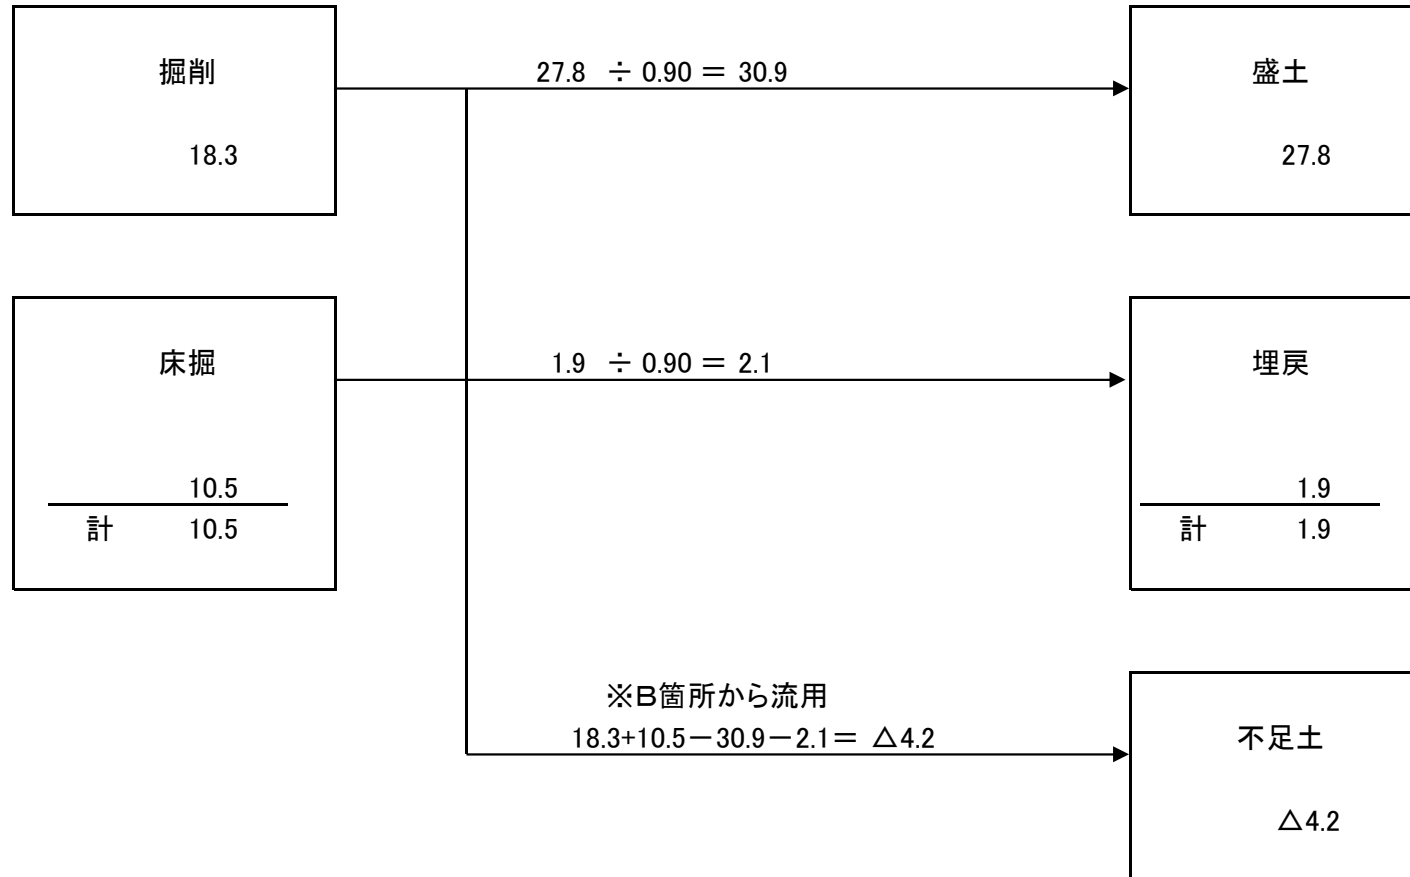 掘削
27.8 ÷ 0.90 = 30.9
盛土
18.3
27.8
床掘
1.9 ÷ 0.90 = 2.1
埋戻
10.5
計 10.5
1.9
計 1.9
※B箇所から流用
18.3+10.5-30.9-2.1= △4.2
不足土
△4.2